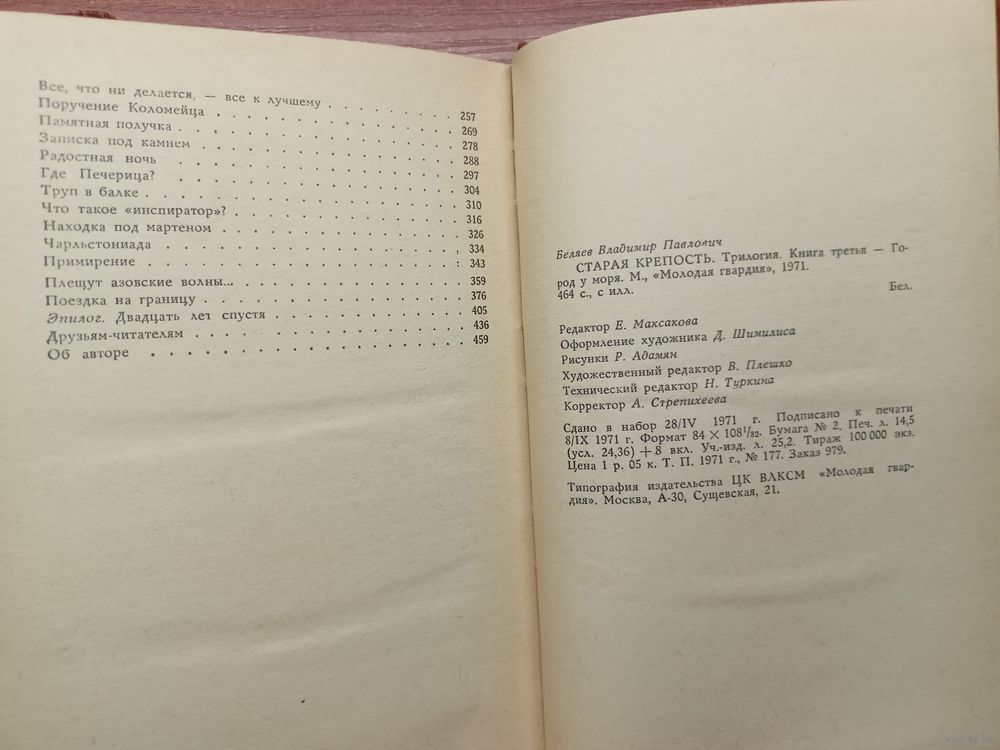 Все, что ни делается, — все к лучшему . . . . . . . 257
Поручение Коломейца . . . . . . . . . . . . 269
Памятная получка . . . . . . . . . . . . . 278
Записка под камнем . . . . . . . . . . . . 288
Радостная ночь . . . . . . . . . . . . . 297
Где Печерица? . . . . . . . . . . . . . 304
Труп в балке . . . . . . . . . . . . . . 310
Что такое «инспиратор»? . . . . . . . . . . 316
Находка под мартеном . . . . . . . . . . . 326
Чарльстониада . . . . . . . . . . . . . 334
Примирение . . . . . . . . . . . . . . 343
Плещут азовские волны... . . . . . . . . . . 359
Поездка на границу . . . . . . . . . . . . 376
Эпилог. Двадцать лет спустя . . . . . . . . . 405
Друзьям-читателям . . . . . . . . . . . . 436
Об авторе . . . . . . . . . . . . . . . 459
Беляев Владимир Павлович
СТАРАЯ КРЕПОСТЬ. Трилогия. Книга третья — Го-
род у моря. М., «Молодая гвардия», 1971.
464 с., с илл.
Бел.
Редактор Е. Максакова
Оформление художника Д. Шимилиса
Рисунки Р. Адамян
Художественный редактор В. Плешко
Технический редактор Н. Туркина
Корректор А. Стрепихеева
Сдано в набор 28/IV 1971 г. Подписано к печати
8/IX 1971 г. Формат 84 × 108¹/₃₂. Бумага № 2. Печ. л. 14,5
(усл. 24,36) + 8 вкл. Уч.-изд. л. 25,2. Тираж 100 000 экз.
Цена 1 р. 05 к. Т. П. 1971 г., № 177. Заказ 979.
Типография издательства ЦК ВЛКСМ «Молодая гвар-
дия». Москва, А-30, Сущевская, 21.